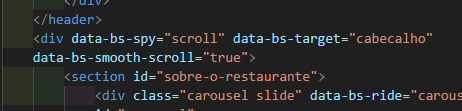 </div>
</header>
<div data-bs-spy="scroll" data-bs-target="cabecalho"
data-bs-smooth-scroll="true">
<section id="sobre-o-restaurante">
<div class="carousel slide" data-bs-ride="carous